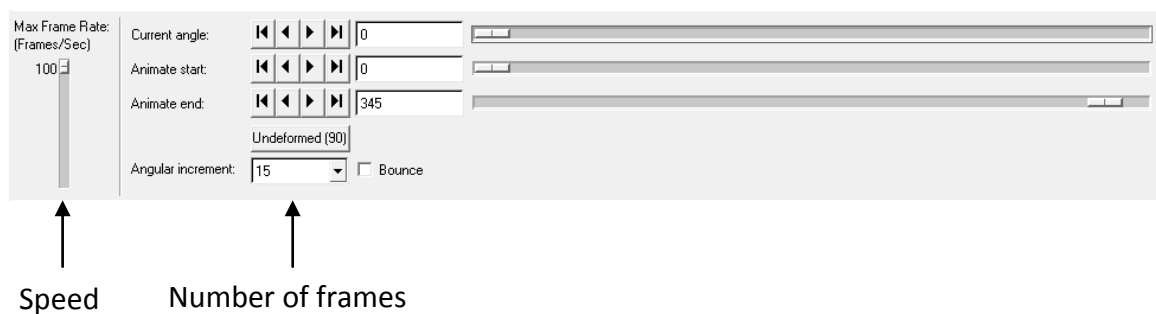 Max Frame Rate:
(Frames/Sec)
100
Current angle: 0
Animate start: 0
Animate end: 345
Undeformed (90)
Angular increment: 15 Bounce
Speed Number of frames